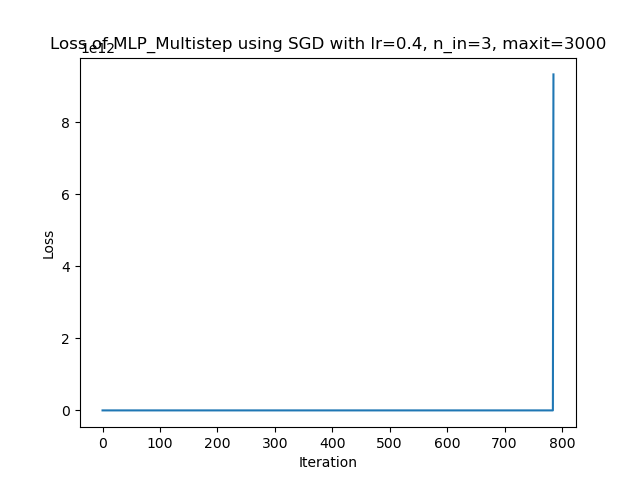 Loss of MLP_Multistep using SGD with lr=0.4, n_in=3, maxit=3000
1e12
8
6
4
2
0
Loss
0 100 200 300 400 500 600 700 800
Iteration